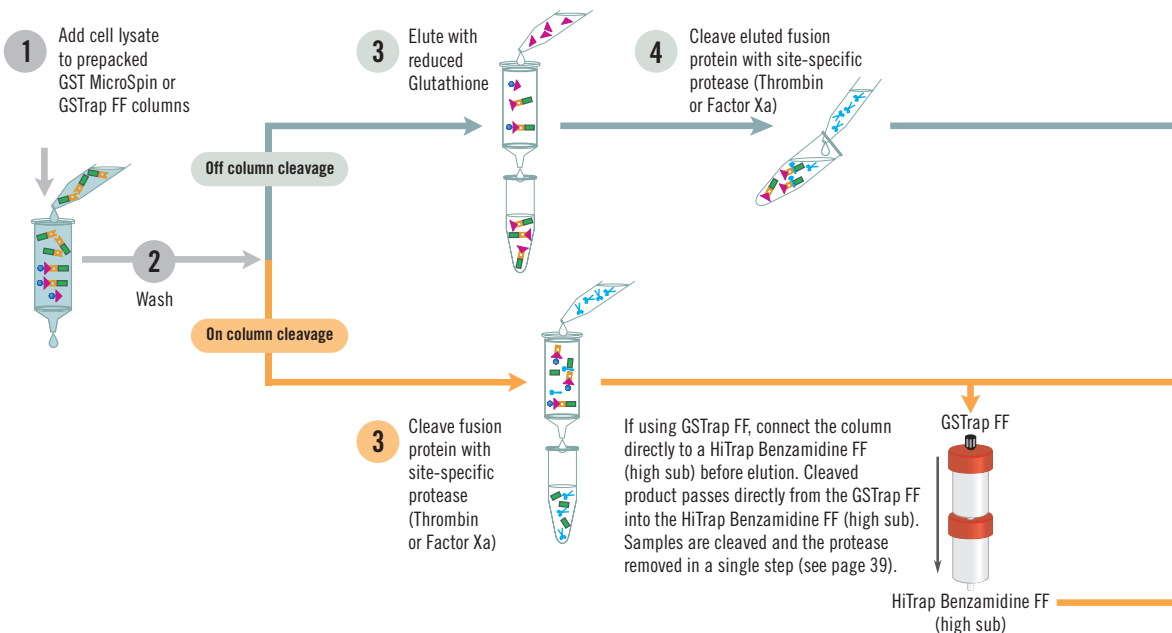 1
Add cell lysate
to prepacked
GST MicroSpin or
GSTrap FF columns
2
Wash
Off column cleavage
3
Elute with
reduced
Glutathione
4
Cleave eluted fusion
protein with site-specific
protease (Thrombin
or Factor Xa)
On column cleavage
3
Cleave fusion
protein with
site-specific
protease
(Thrombin
or Factor Xa)
If using GSTrap FF, connect the column
directly to a HiTrap Benzamidine FF
(high sub) before elution. Cleaved
product passes directly from the GSTrap FF
into the HiTrap Benzamidine FF (high sub).
Samples are cleaved and the protease
removed in a single step (see page 39).
GSTrap FF
HiTrap Benzamidine FF
(high sub)